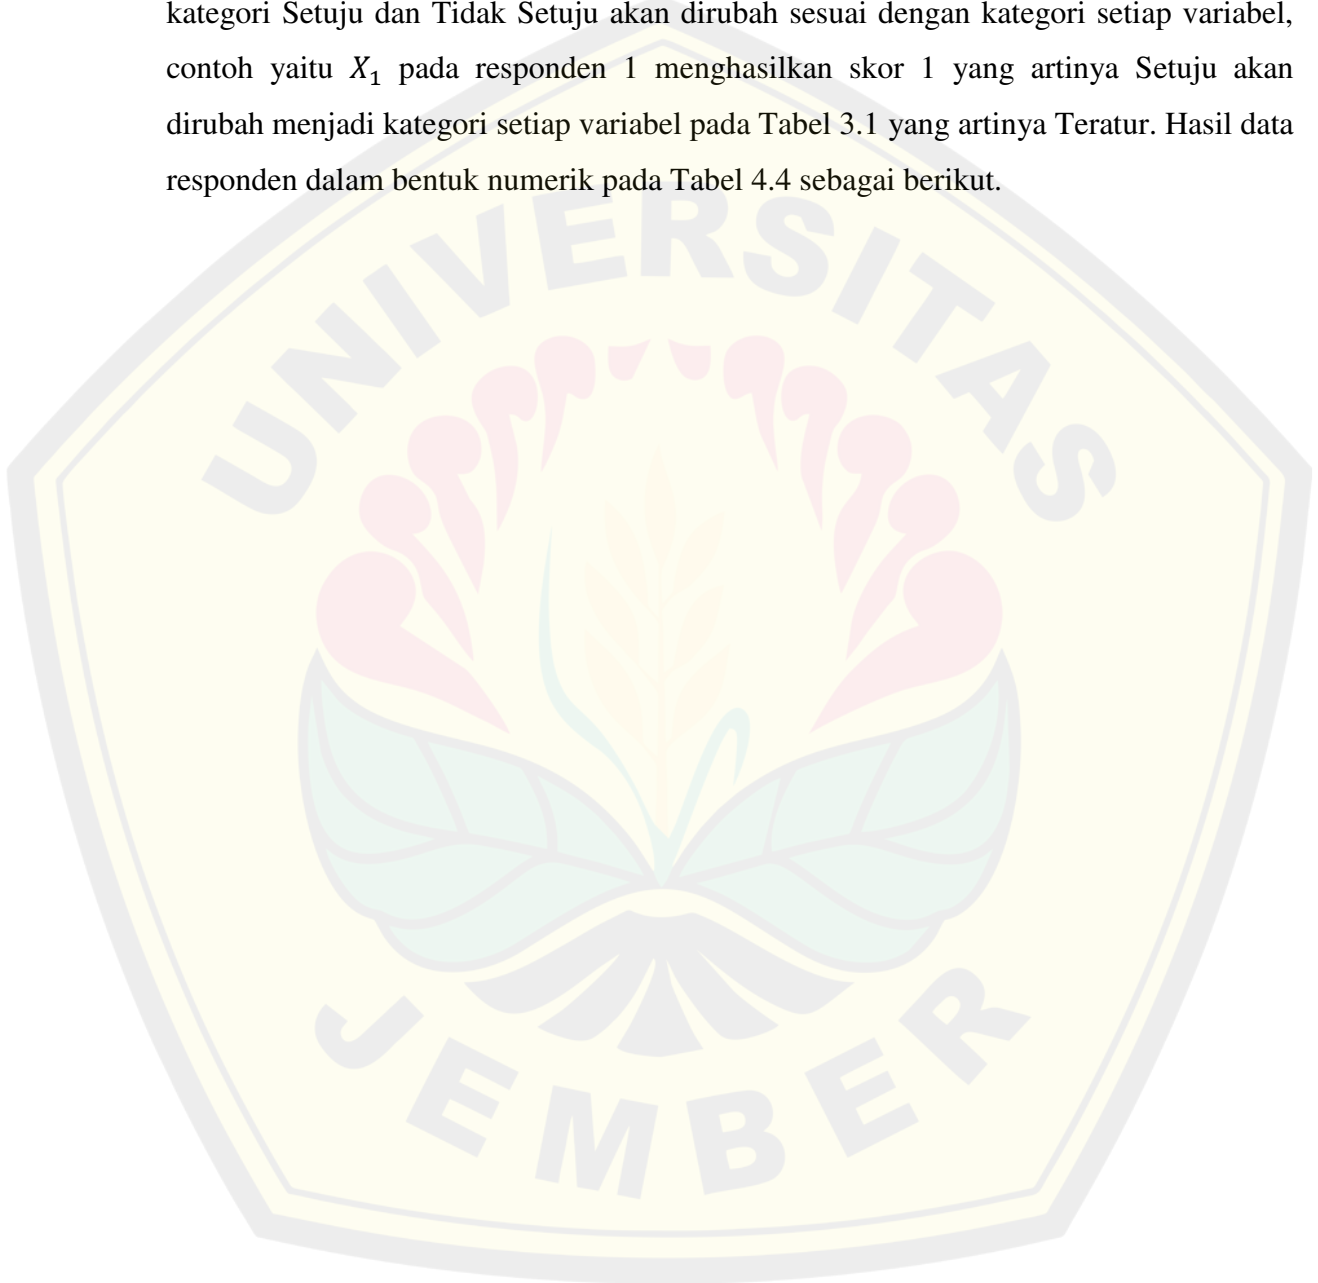 kategori Setuju dan Tidak Setuju akan dirubah sesuai dengan kategori setiap variabel,
contoh yaitu X₁ pada responden 1 menghasilkan skor 1 yang artinya Setuju akan
dirubah menjadi kategori setiap variabel pada Tabel 3.1 yang artinya Teratur. Hasil data
responden dalam bentuk numerik pada Tabel 4.4 sebagai berikut.
UNIVERSITAS
JEMBER